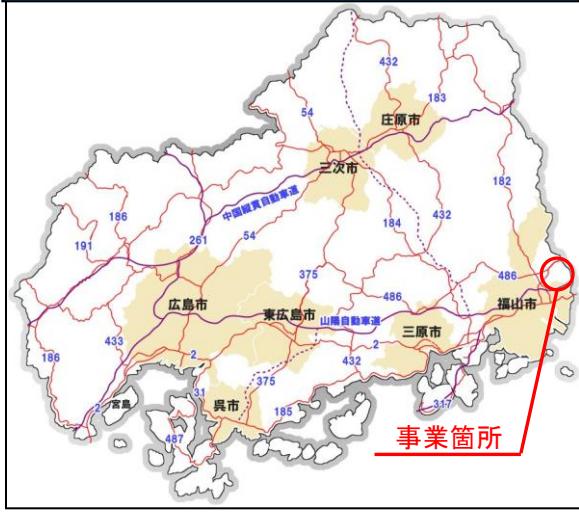 432
183
54
庄原市
三次市
182
中国縦貫自動車道
186
432
184
191
261
54
375
486
486
広島市
福山市
東広島市
山陽自動車道
三原市
186
433
2
2
432
375
31
宮島
2
呉市
185
317
487
事業箇所